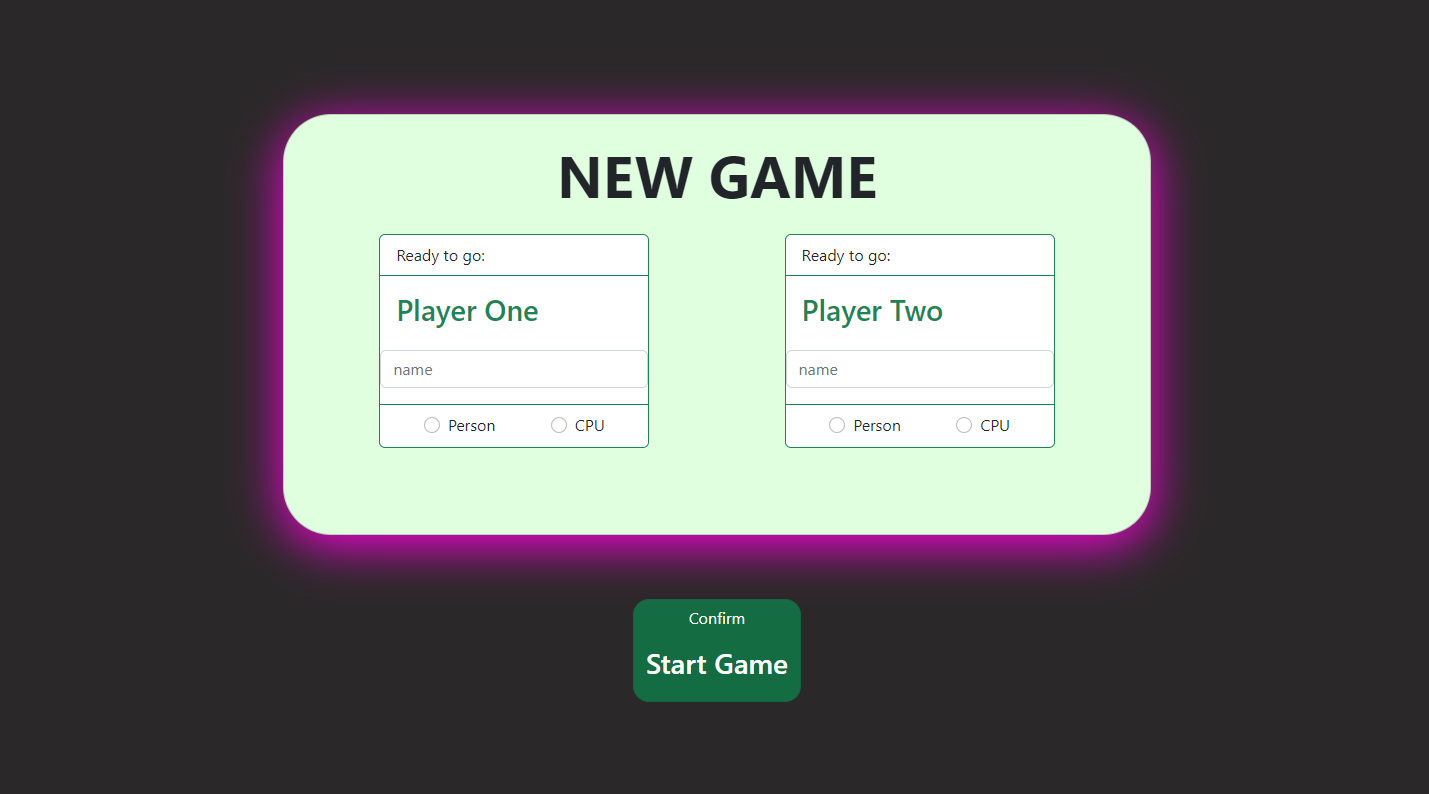 NEW GAME
Ready to go:
Player One
name
Person CPU
Ready to go:
Player Two
name
Person CPU
Confirm
Start Game